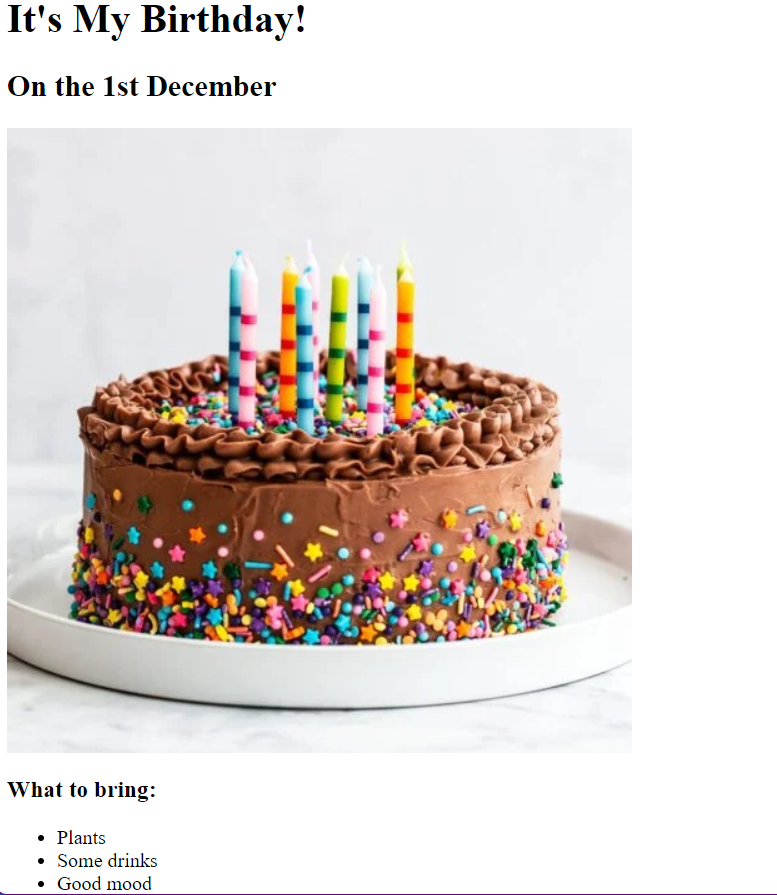 It's My Birthday!
On the 1st December
What to bring:
Plants
Some drinks
Good mood